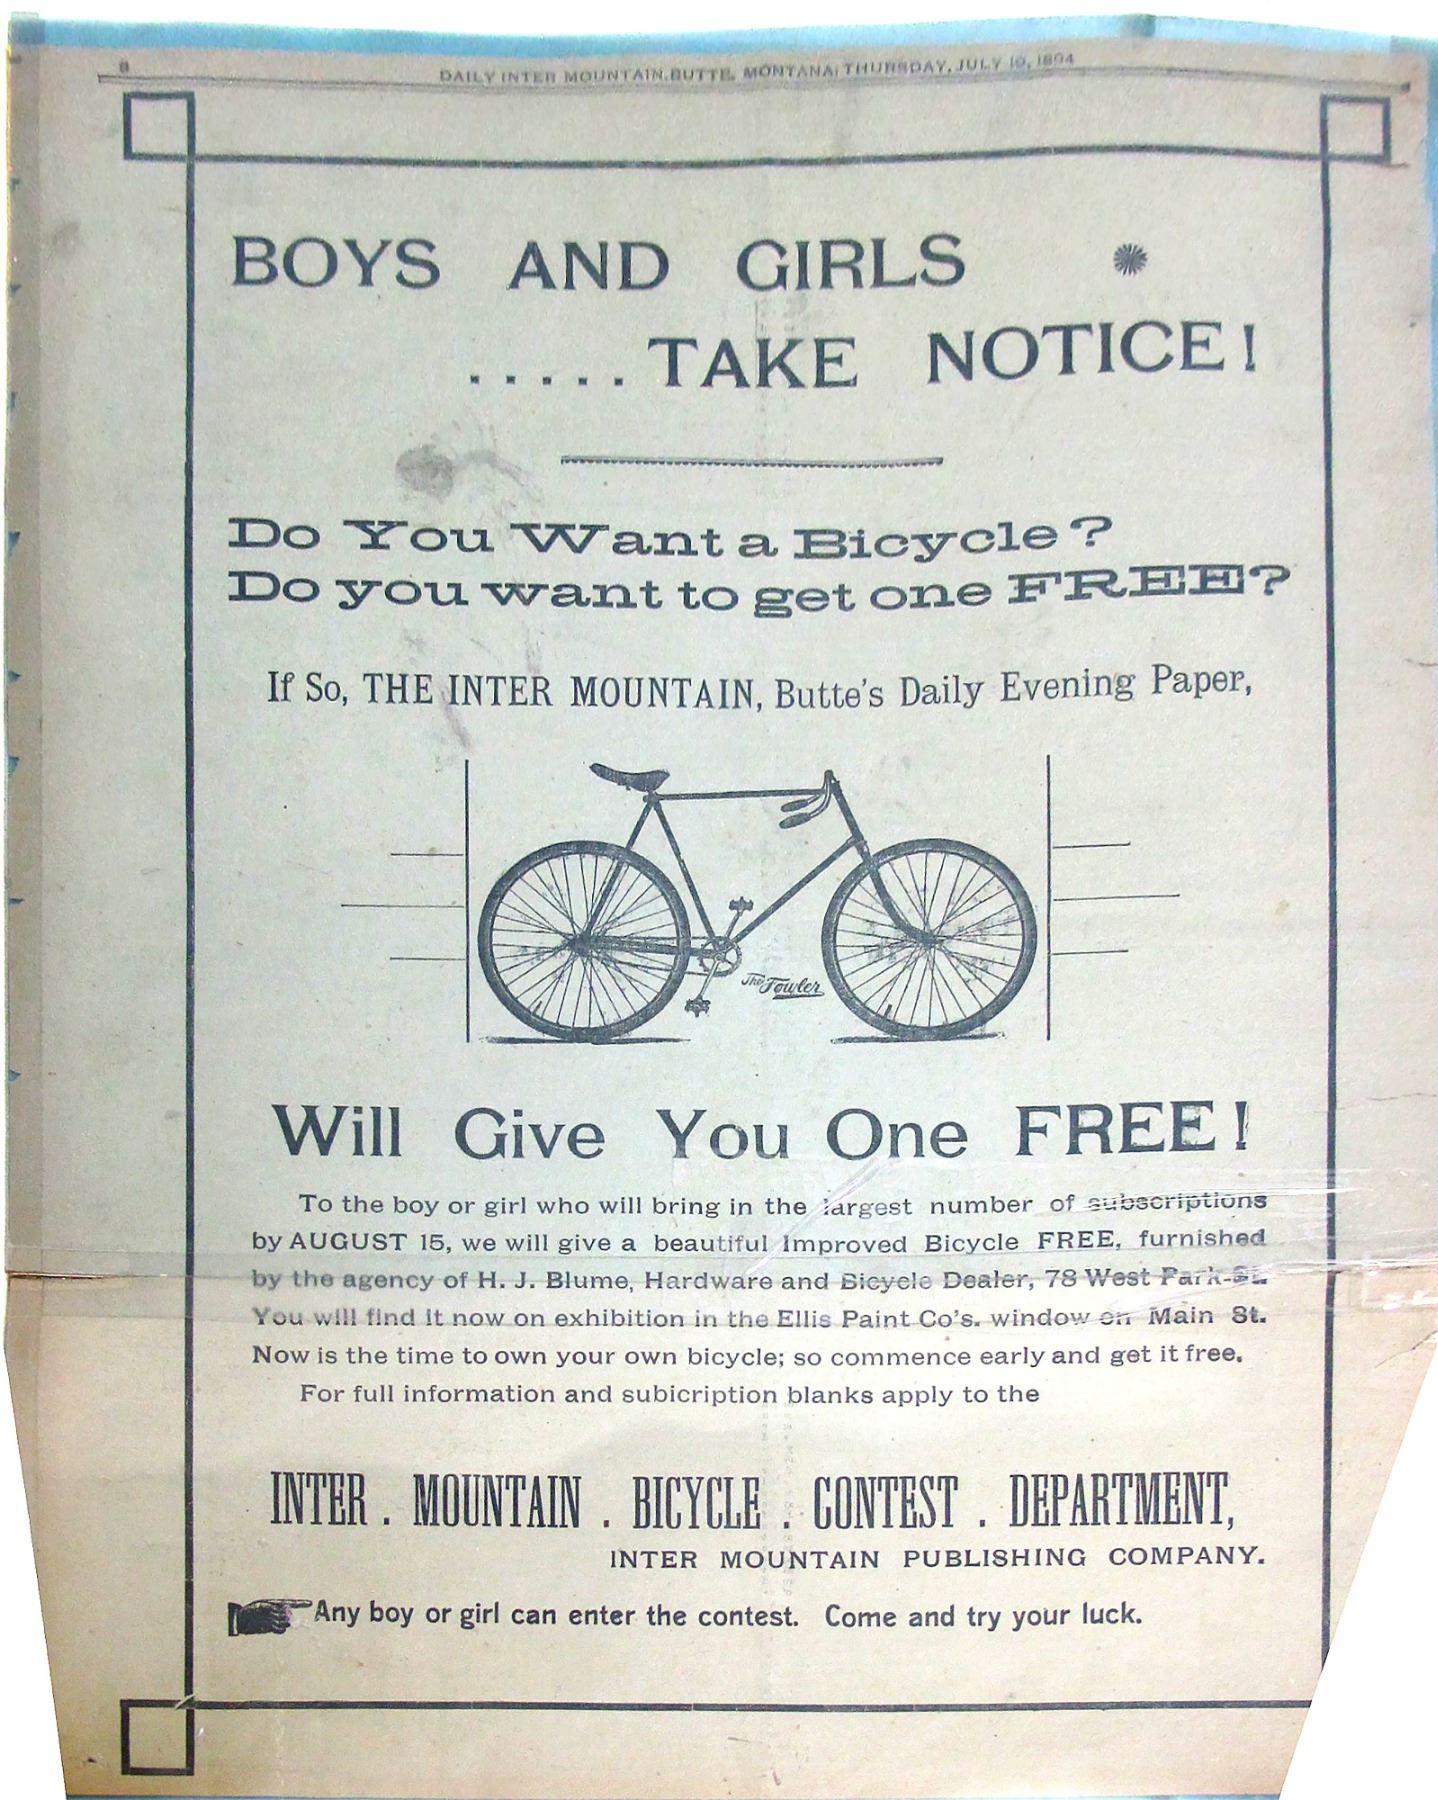 8
DAILY INTER MOUNTAIN, BUTTE, MONTANA; THURSDAY, JULY 19, 1894
BOYS AND GIRLS
.....TAKE NOTICE!
Do You Want a Bicycle?
Do you want to get one FREE?
If So, THE INTER MOUNTAIN, Butte's Daily Evening Paper,
The Fowler
Will Give You One FREE!
To the boy or girl who will bring in the largest number of subscriptions
by AUGUST 15, we will give a beautiful Improved Bicycle FREE, furnished
by the agency of H. J. Blume, Hardware and Bicycle Dealer, 78 West Park St.
You will find it now on exhibition in the Ellis Paint Co's. window on Main St.
Now is the time to own your own bicycle; so commence early and get it free.
For full information and subicription blanks apply to the
INTER . MOUNTAIN . BICYCLE . CONTEST . DEPARTMENT,
INTER MOUNTAIN PUBLISHING COMPANY.
Any boy or girl can enter the contest. Come and try your luck.